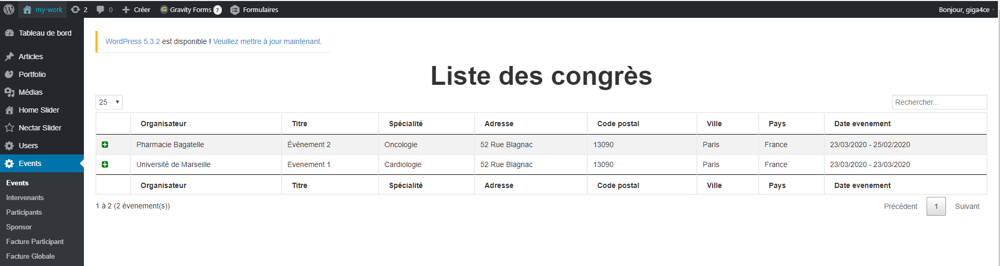 my-work 2 0 Créer Gravity Forms 7 Formulaires Bonjour, giga4ce
Tableau de bord
Articles
Portfolio
Médias
Home Slider
Nectar Slider
Users
Events
Events
Intervenants
Participants
Sponsor
Facture Participant
Facture Globale
WordPress 5.3.2 est disponible ! Veuillez mettre à jour maintenant.
Liste des congrès
25 Rechercher...
Organisateur Titre Spécialité Adresse Code postal Ville Pays Date evenement
Pharmacie Bagatelle Événement 2 Oncologie 52 Rue Blagnac 13090 Paris France 23/03/2020 - 25/02/2020
Université de Marseille Evenement 1 Cardiologie 52 Rue Blagnac 13090 Paris France 23/03/2020 - 23/03/2020
Organisateur Titre Spécialité Adresse Code postal Ville Pays Date evenement
1 à 2 (2 évenement(s)) Précédent 1 Suivant